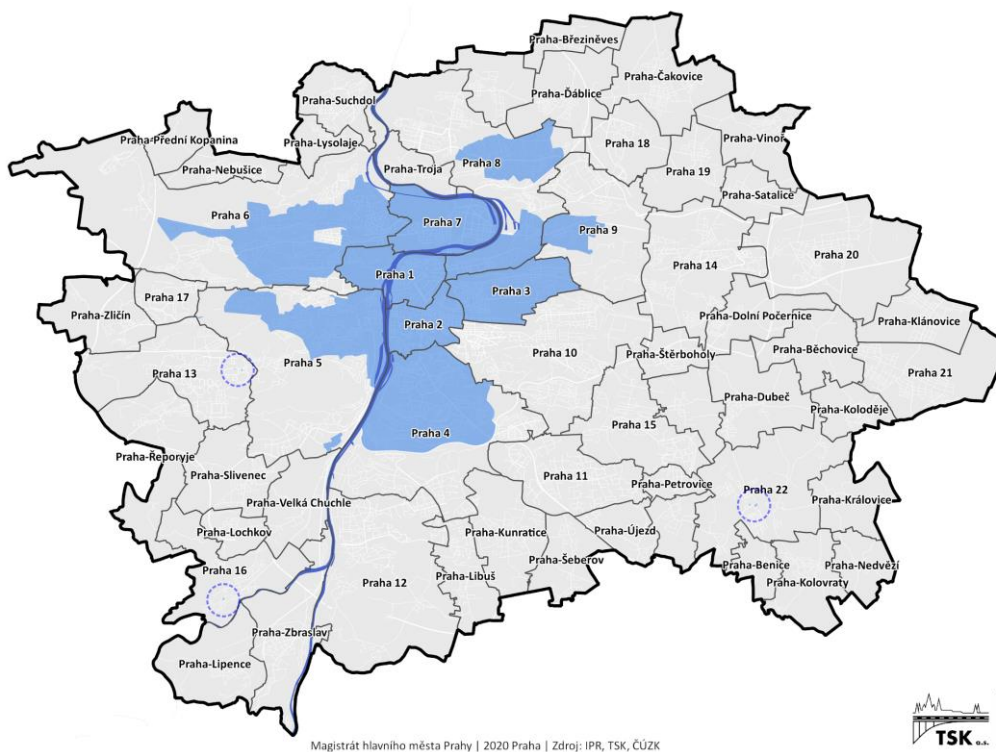 Praha-Březiněves
Praha-Čakovice
Praha-Ďáblice
Praha-Suchdol
Praha-Přední Kopanina
Praha-Lysolaje
Praha 18
Praha-Vinoř
Praha-Nebušice
Praha-Troja
Praha 8
Praha 19
Praha-Satalice
Praha 6
Praha 7
Praha 9
Praha 20
Praha 14
Praha 1
Praha 3
Praha 17
Praha-Zličín
Praha 2
Praha-Dolní Počernice
Praha-Klánovice
Praha 5
Praha 10
Praha-Štěrboholy
Praha-Běchovice
Praha 13
Praha 21
Praha-Dubeč
Praha-Koloděje
Praha 4
Praha 15
Praha-Řeporyje
Praha-Slivenec
Praha 11
Praha-Petrovice
Praha 22
Praha-Královice
Praha-Velká Chuchle
Praha-Lochkov
Praha-Kunratice
Praha-Újezd
Praha-Šeberov
Praha 16
Praha 12
Praha-Libuš
Praha-Benice
Praha-Nedvězí
Praha-Kolovraty
Praha-Zbraslav
Praha-Lipence
TSK a.s.
Magistrát hlavního města Prahy | 2020 Praha | Zdroj: IPR, TSK, ČÚZK